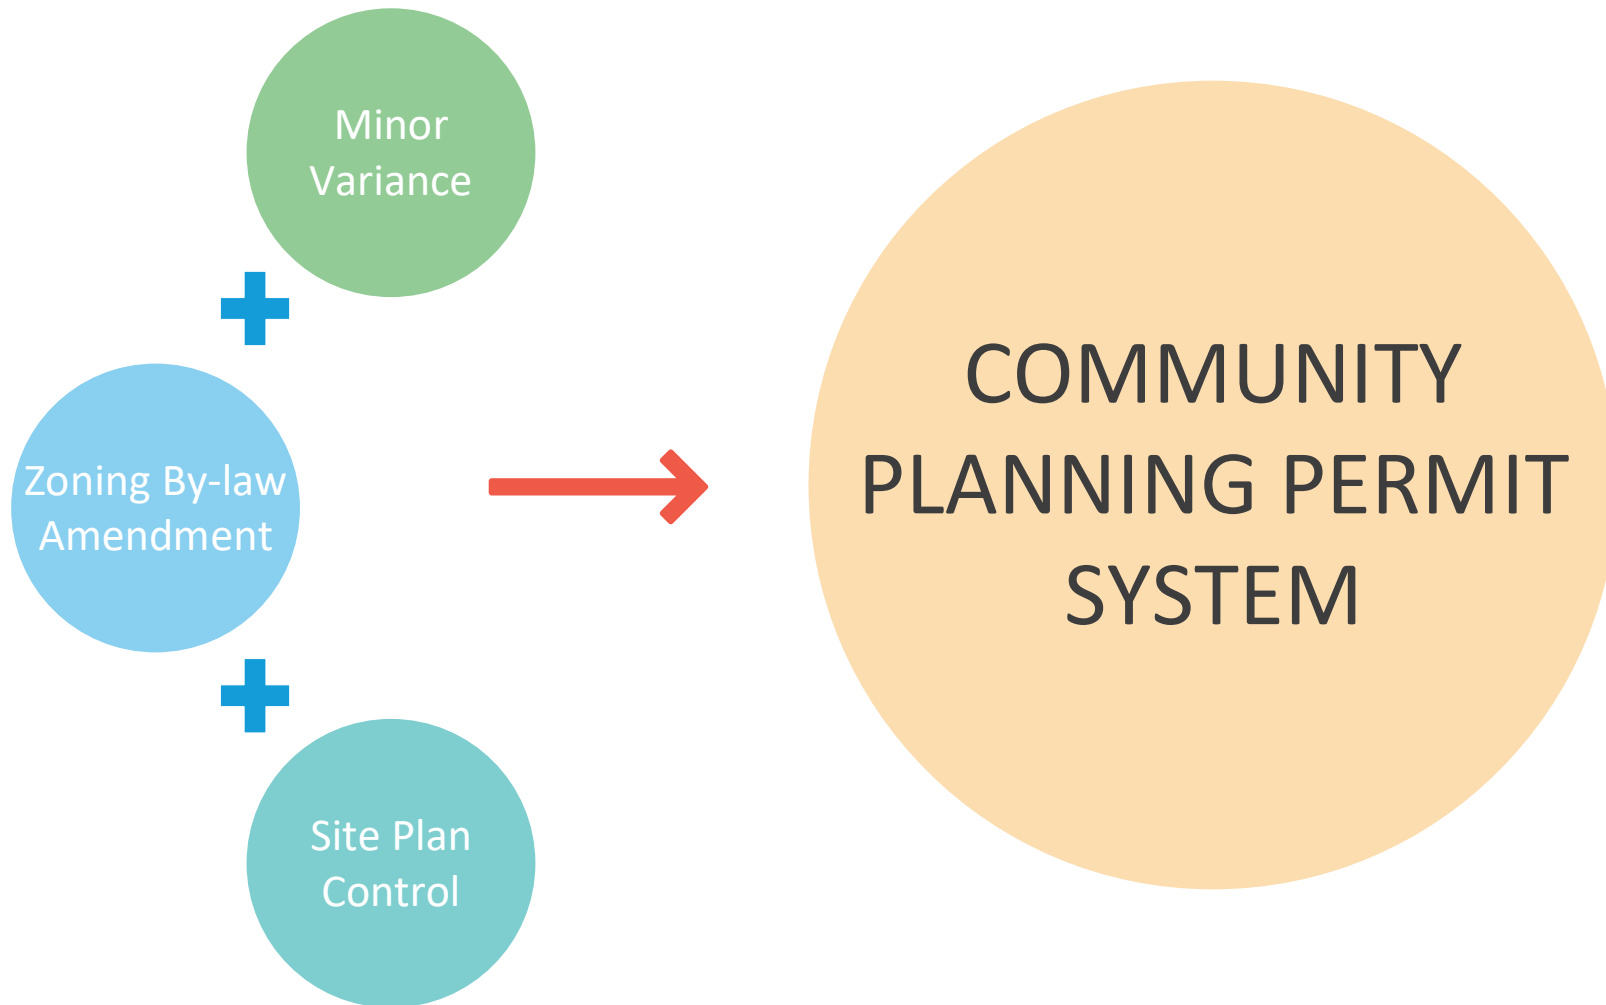 Minor
Variance
Zoning By-law
Amendment
Site Plan
Control
COMMUNITY
PLANNING PERMIT
SYSTEM